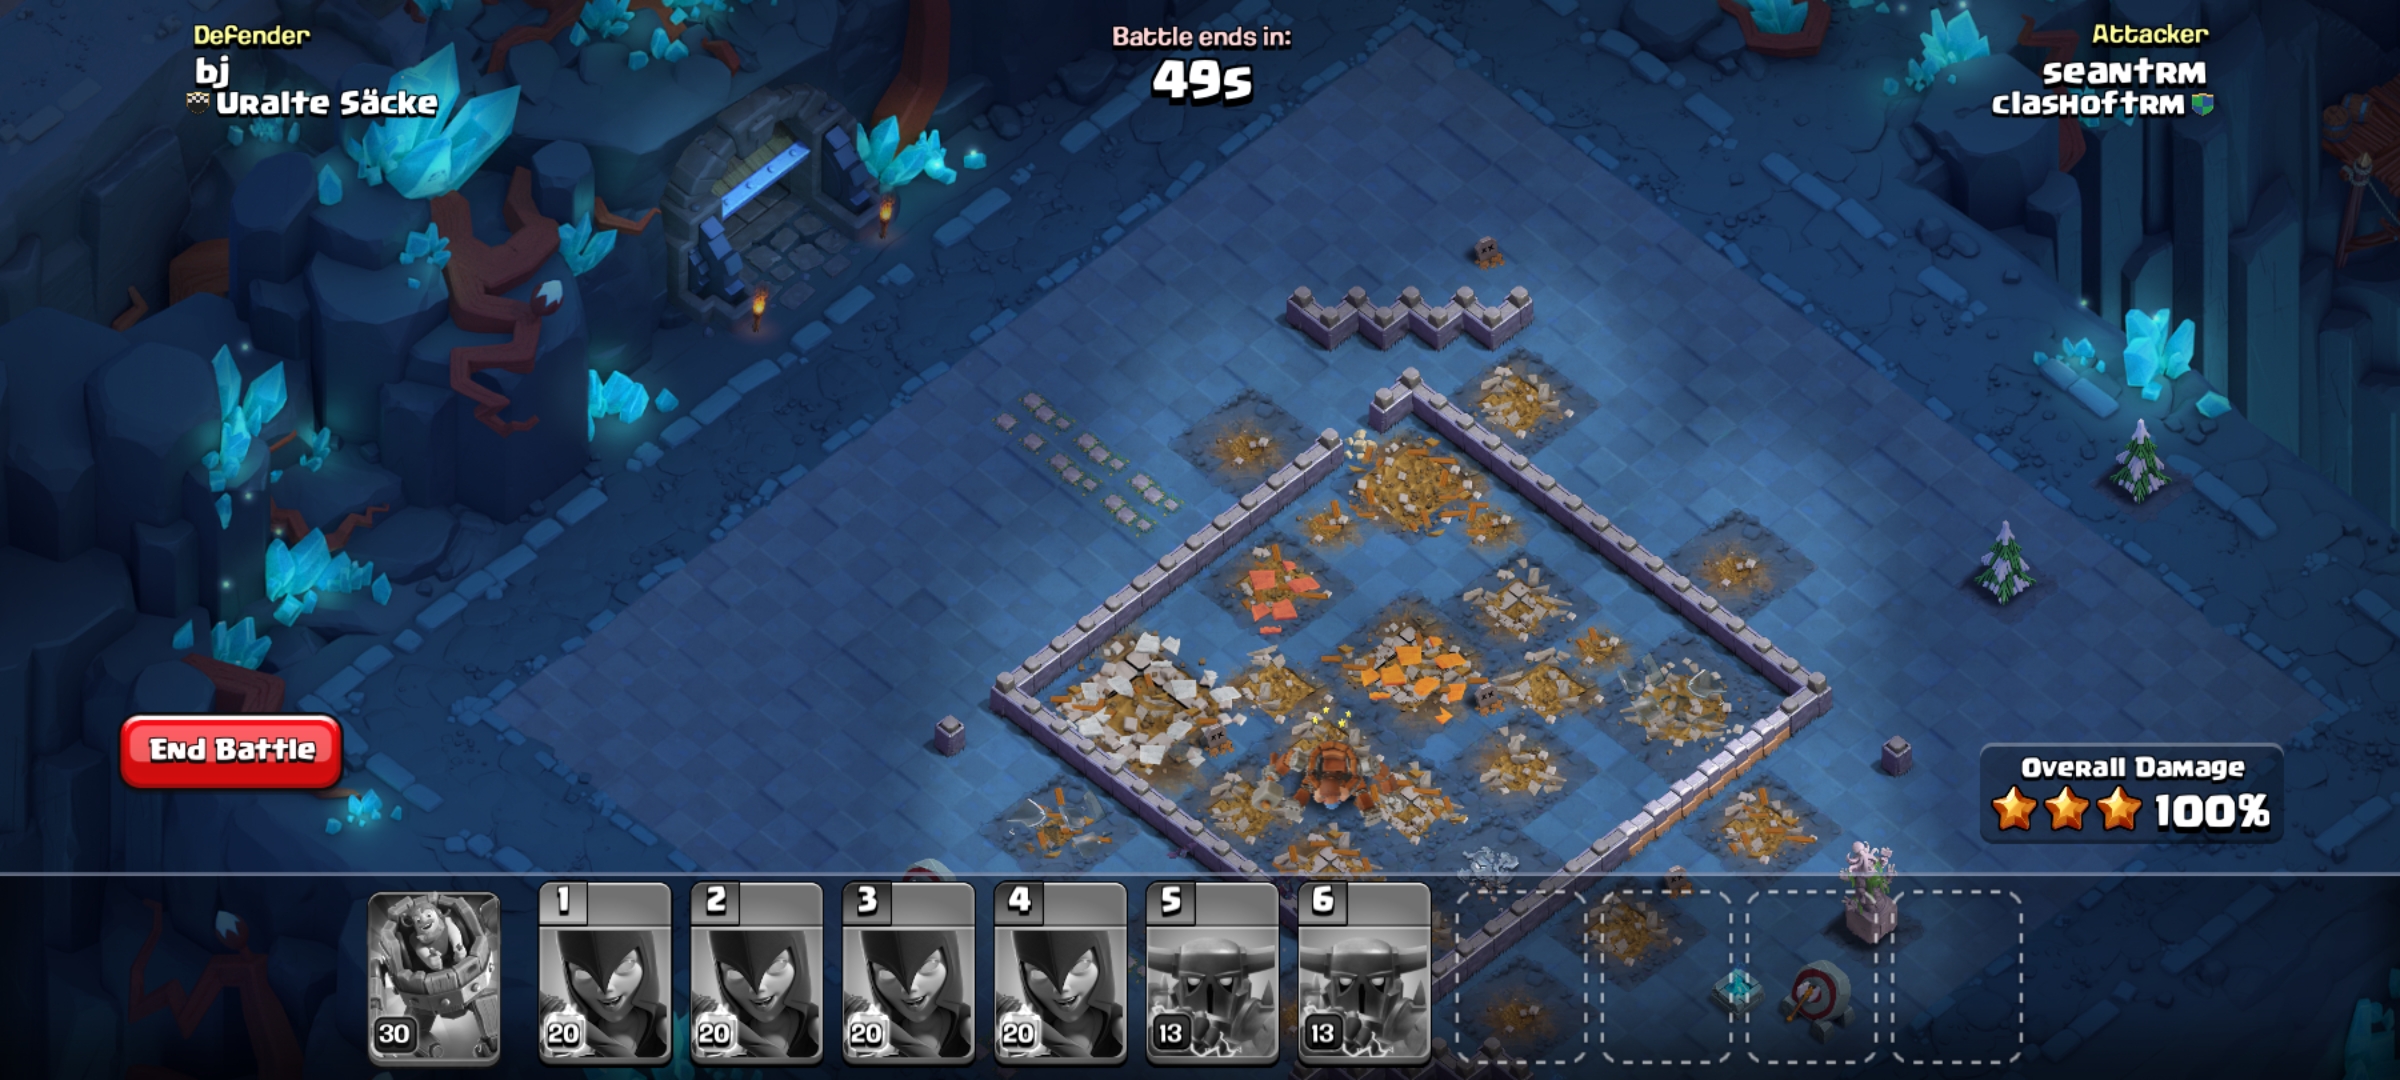 Defender
bj
Uralte Säcke
Battle ends in:
49s
Attacker
seantRM
clashoftRM
End Battle
Overall Damage
100%
1
2
3
4
5
6
30
20
20
20
20
13
13